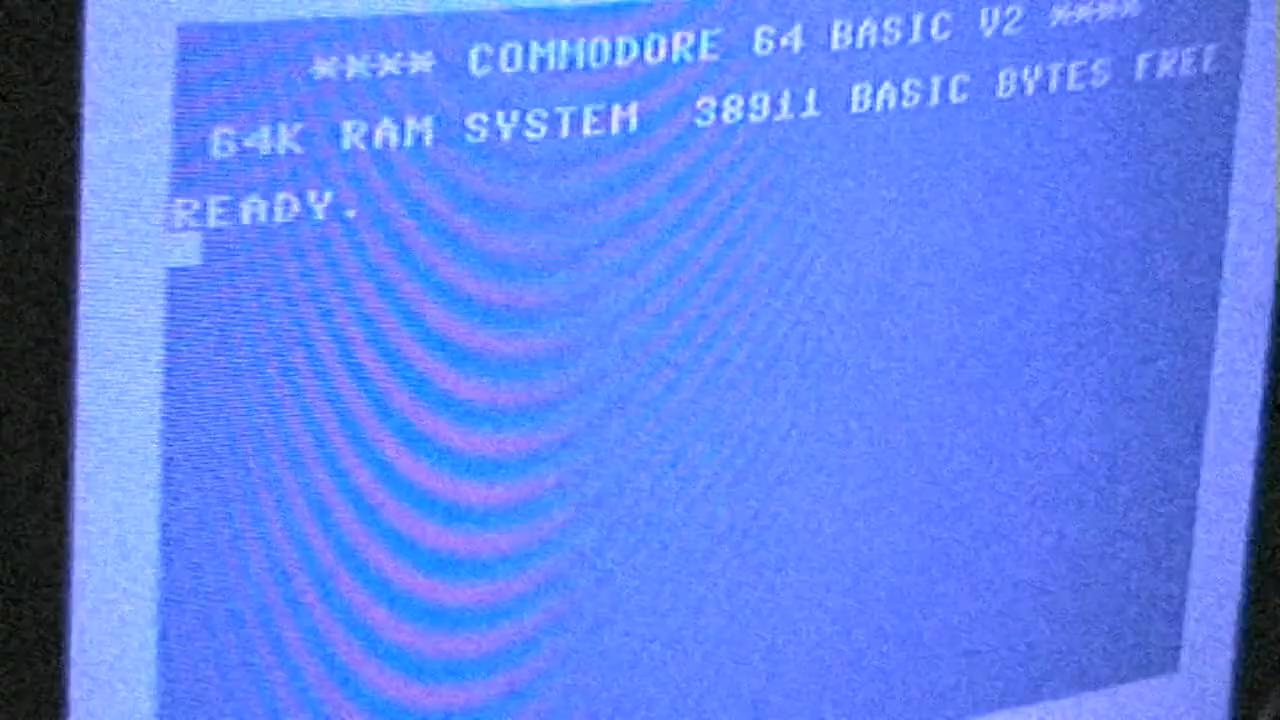 **** COMMODORE 64 BASIC V2 ****
64K RAM SYSTEM 38911 BASIC BYTES FREE
READY.